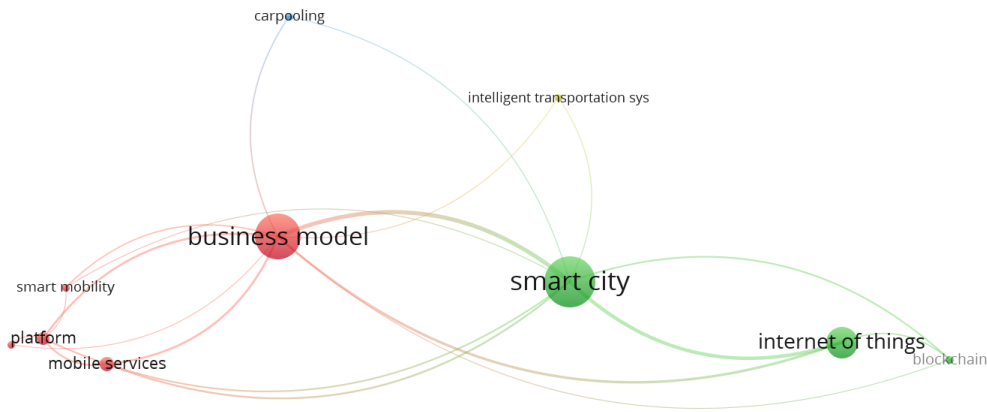 carpooling
intelligent transportation sys
business model
smart city
smart mobility
platform
internet of things
blockchain
mobile services